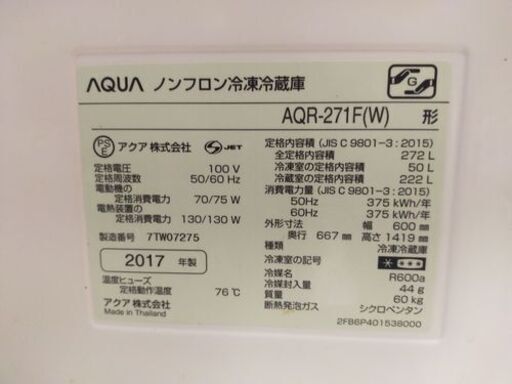 AQUA ノンフロン冷凍冷蔵庫
G
AQR-271F(W) 形
PS E アクア株式会社 S JET
定格電圧 100 V
定格周波数 50/60 Hz
電動機の
定格消費電力 70/75 W
電熱装置の
定格消費電力 130/130 W
製造番号 7TW07275
2017 年製
温度ヒューズ
定格動作温度 76℃
アクア株式会社
Made in Thailand
定格内容積 (JIS C 9801-3 : 2015)
全定格内容積 272 L
冷凍室の定格内容積 50 L
冷蔵室の定格内容積 222 L
消費電力量 (JIS C 9801-3 : 2015)
50Hz 375 kWh/年
60Hz 375 kWh/年
外形寸法 幅 600 mm
奥行 667 mm 高さ 1419 mm
種類 冷凍冷蔵庫
冷凍室の記号
冷媒名 R600a
冷媒封入量 44 g
質量 60 kg
断熱発泡ガス シクロペンタン
2FB6P401538000